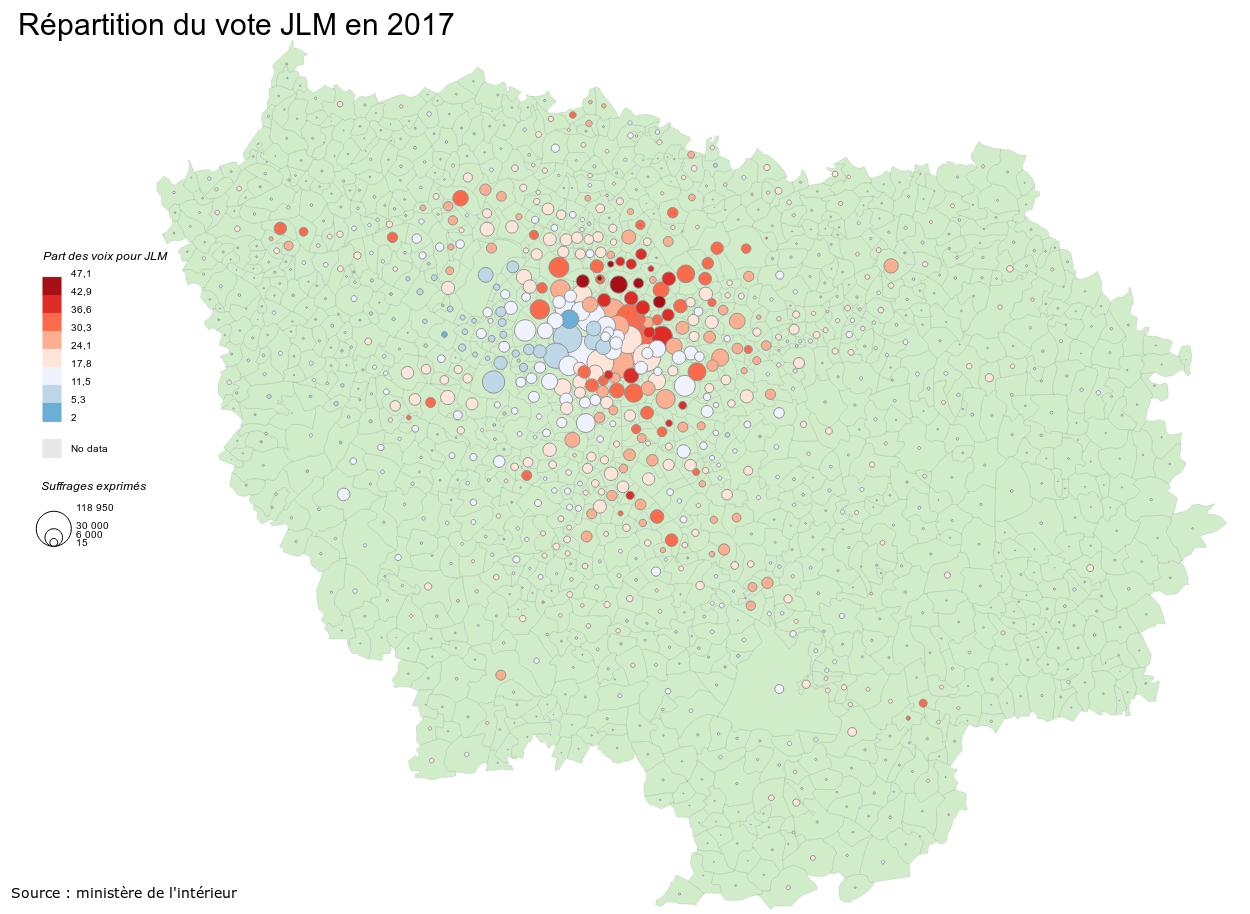 Répartition du vote JLM en 2017
Part des voix pour JLM
47,1
42,9
36,6
30,3
24,1
17,8
11,5
5,3
2
No data
Suffrages exprimés
118 950
30 000
6 000
15
Source : ministère de l'intérieur